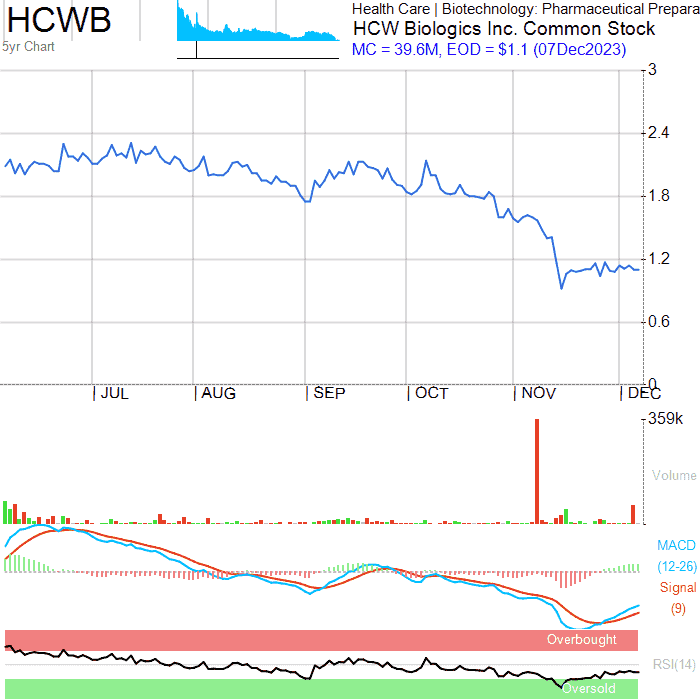 HCWB
5yr Chart
Health Care | Biotechnology: Pharmaceutical Prepara
HCW Biologics Inc. Common Stock
MC = 39.6M, EOD = $1.1 (07Dec2023)
3
2.4
1.8
1.2
0.6
0
JUL
AUG
SEP
OCT
NOV
DEC
359k
Volume
MACD
(12-26)
Signal
(9)
Overbought
RSI(14)
Oversold